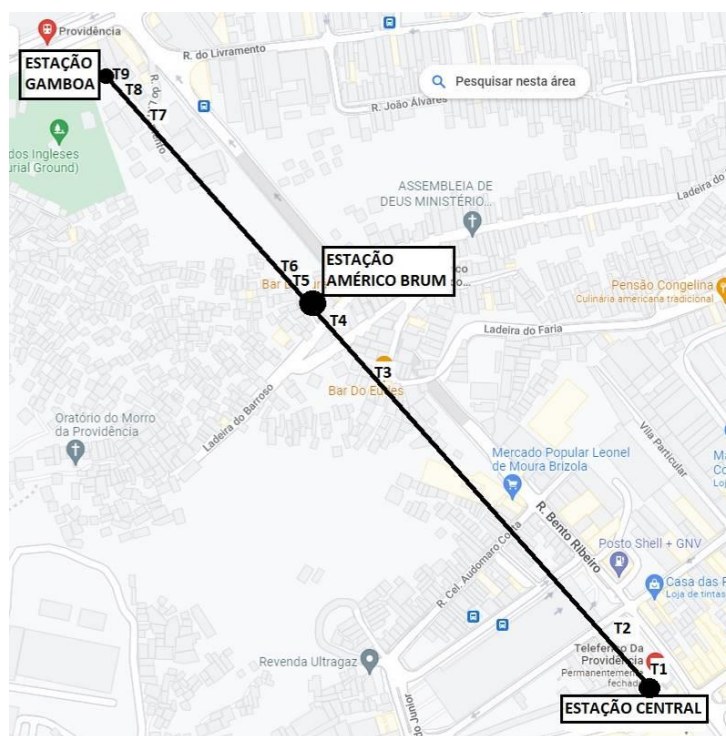 Providência
ESTAÇÃO
GAMBOA
T9
T8
T7
R. do Livramento
Pesquisar nesta área
R. João Álvares
dos Ingleses
rial Ground)
ASSEMBLEIA DE
DEUS MINISTÉRIO...
Ladeira do
T6
T5
ESTAÇÃO
AMÉRICO BRUM
T4
Pensão Congelina
Culinária americana tradicional
Ladeira do Faria
T3
Bar Do Eudes
Ladeira do Barroso
Oratório do Morro
da Providência
Vila Particular
Mercado Popular Leonel
de Moura Brizola
R. Bento Ribeiro
R. Cel. Audomaro Costa
Posto Shell + GNV
Casa das
Loja de tintas
T2
Teleférico Da
Providência
Permanentemente
fechado
T1
Revenda Ultragaz
do Junior
ESTAÇÃO CENTRAL